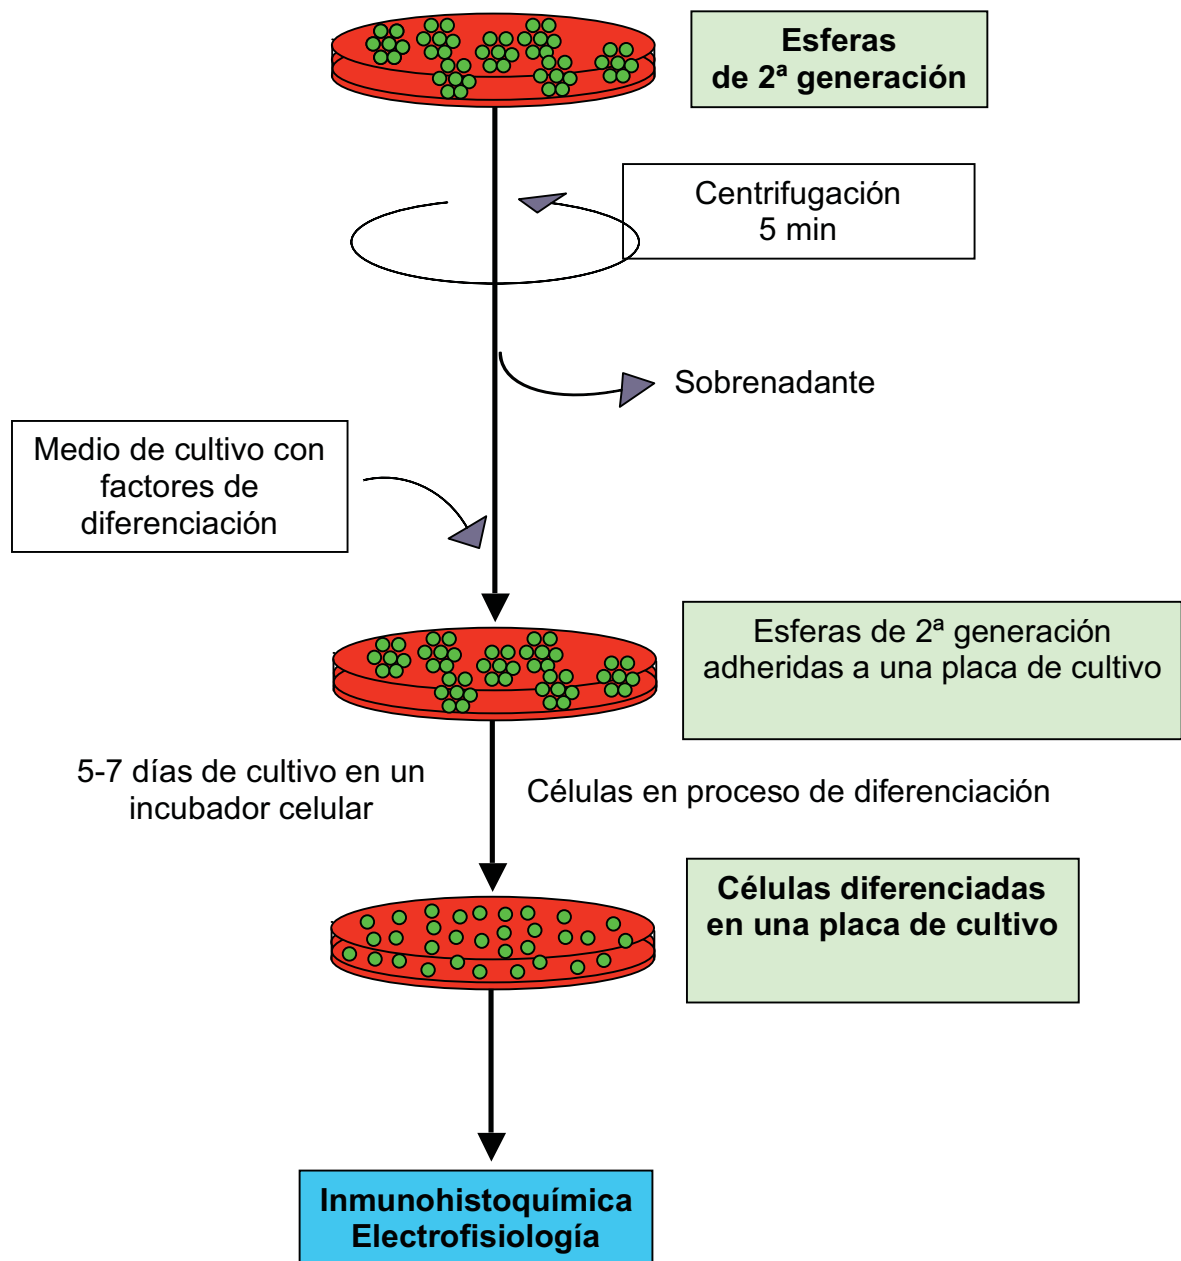 Esferas
de 2ª generación
Centrifugación
5 min
Sobrenadante
Medio de cultivo con
factores de
diferenciación
Esferas de 2ª generación
adheridas a una placa de cultivo
5-7 días de cultivo en un
incubador celular
Células en proceso de diferenciación
Células diferenciadas
en una placa de cultivo
Inmunohistoquímica
Electrofisiología